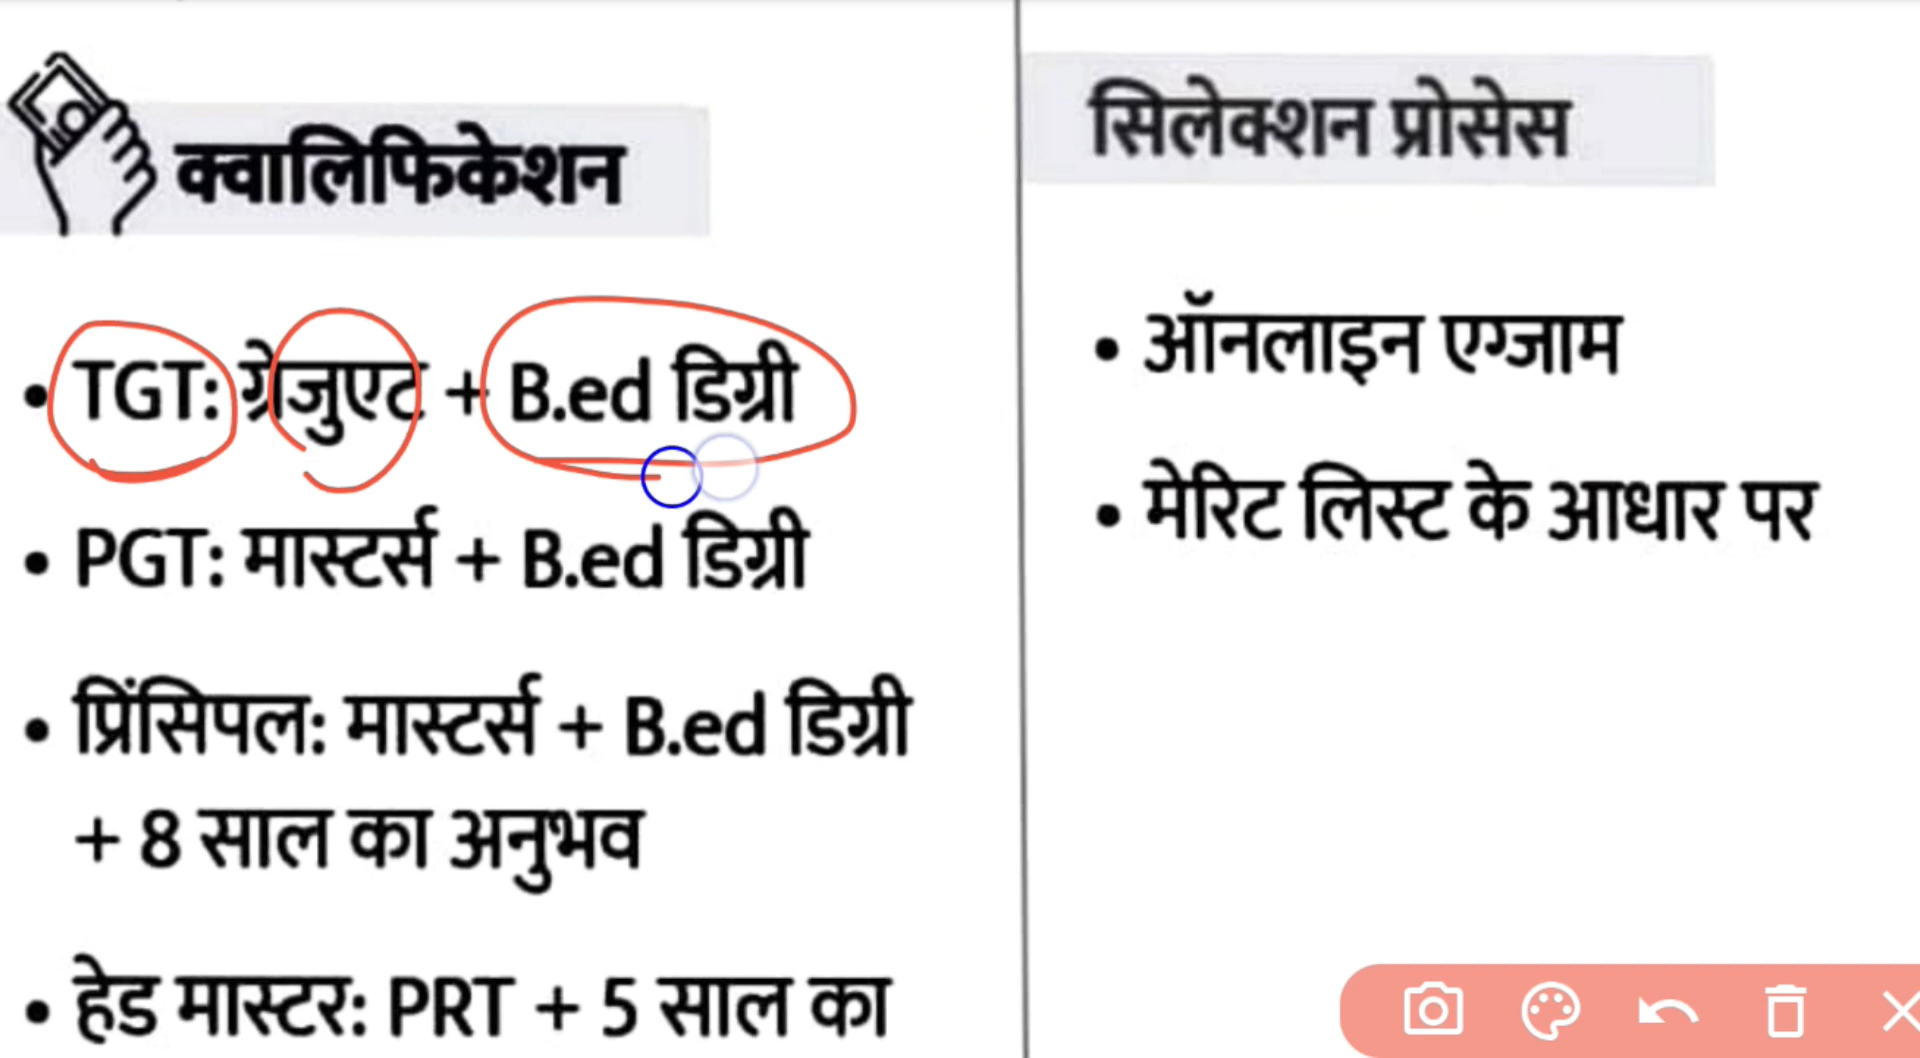 क्वालिफिकेशन
• TGT: ग्रेजुएट + B.ed डिग्री
• PGT: मास्टर्स + B.ed डिग्री
• प्रिंसिपल: मास्टर्स + B.ed डिग्री
+ 8 साल का अनुभव
• हेड मास्टर: PRT + 5 साल का
सिलेक्शन प्रोसेस
• ऑनलाइन एग्जाम
• मेरिट लिस्ट के आधार पर